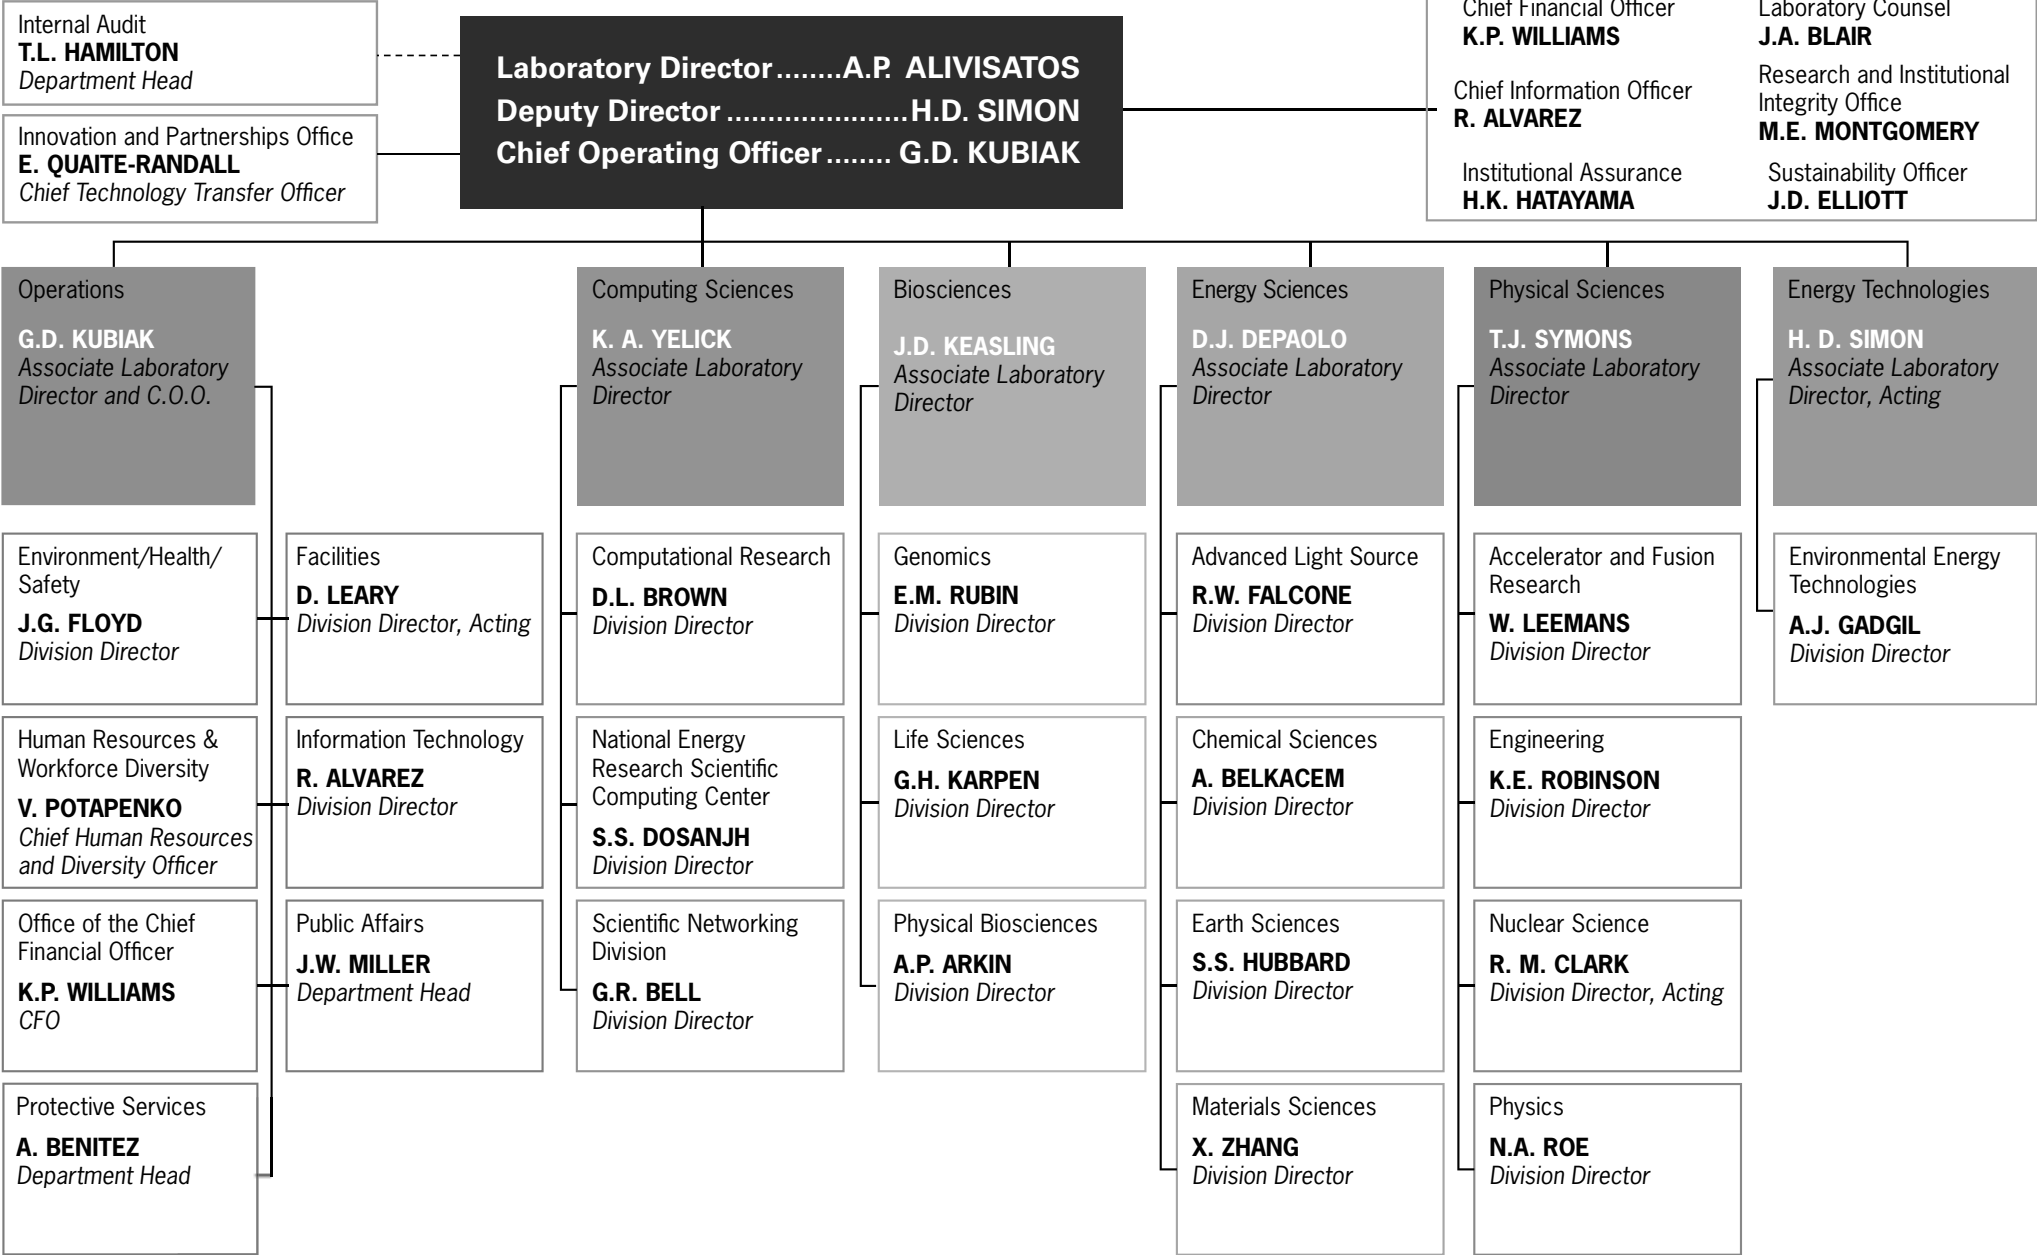 Internal Audit
T.L. HAMILTON
Department Head
Innovation and Partnerships Office
E. QUAITE-RANDALL
Chief Technology Transfer Officer
Laboratory Director........A.P. ALIVISATOS
Deputy Director ......................H.D. SIMON
Chief Operating Officer ........ G.D. KUBIAK
Chief Financial Officer
K.P. WILLIAMS
Chief Information Officer
R. ALVAREZ
Institutional Assurance
H.K. HATAYAMA
Laboratory Counsel
J.A. BLAIR
Research and Institutional
Integrity Office
M.E. MONTGOMERY
Sustainability Officer
J.D. ELLIOTT
Operations
G.D. KUBIAK
Associate Laboratory
Director and C.O.O.
Computing Sciences
K. A. YELICK
Associate Laboratory
Director
Biosciences
J.D. KEASLING
Associate Laboratory
Director
Energy Sciences
D.J. DEPAOLO
Associate Laboratory
Director
Physical Sciences
T.J. SYMONS
Associate Laboratory
Director
Energy Technologies
H. D. SIMON
Associate Laboratory
Director, Acting
Environment/Health/
Safety
J.G. FLOYD
Division Director
Facilities
D. LEARY
Division Director, Acting
Computational Research
D.L. BROWN
Division Director
Genomics
E.M. RUBIN
Division Director
Advanced Light Source
R.W. FALCONE
Division Director
Accelerator and Fusion
Research
W. LEEMANS
Division Director
Environmental Energy
Technologies
A.J. GADGIL
Division Director
Human Resources &
Workforce Diversity
V. POTAPENKO
Chief Human Resources
and Diversity Officer
Information Technology
R. ALVAREZ
Division Director
National Energy
Research Scientific
Computing Center
S.S. DOSANJH
Division Director
Life Sciences
G.H. KARPEN
Division Director
Chemical Sciences
A. BELKACEM
Division Director
Engineering
K.E. ROBINSON
Division Director
Office of the Chief
Financial Officer
K.P. WILLIAMS
CFO
Public Affairs
J.W. MILLER
Department Head
Scientific Networking
Division
G.R. BELL
Division Director
Physical Biosciences
A.P. ARKIN
Division Director
Earth Sciences
S.S. HUBBARD
Division Director
Nuclear Science
R. M. CLARK
Division Director, Acting
Protective Services
A. BENITEZ
Department Head
Materials Sciences
X. ZHANG
Division Director
Physics
N.A. ROE
Division Director